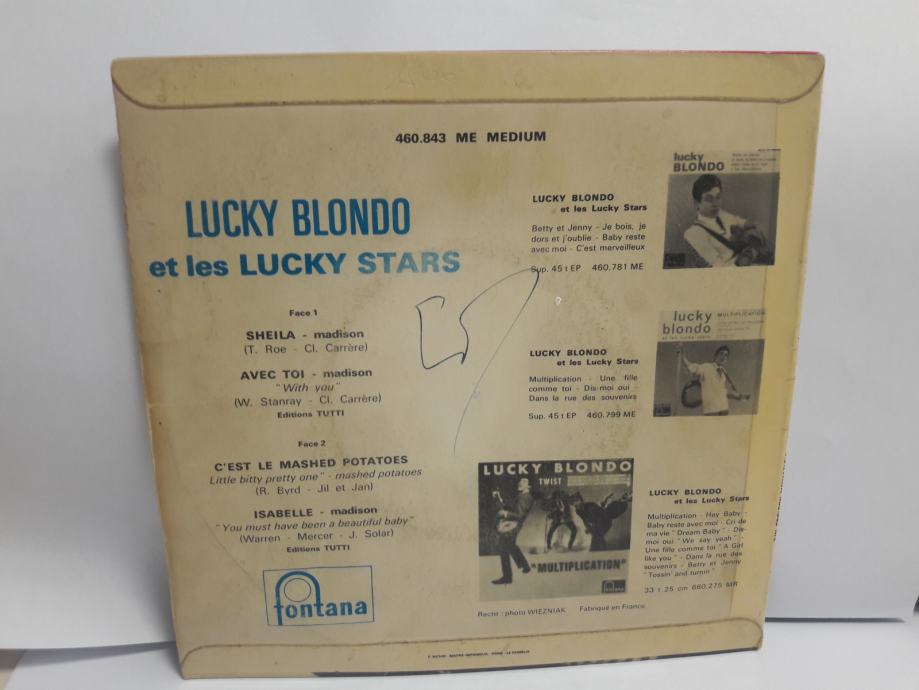 460.843 ME MEDIUM
LUCKY BLONDO
et les LUCKY STARS
Face 1
SHEILA - madison
(T. Roe - Cl. Carrère)
AVEC TOI - madison
"With you"
(W. Stanray - Cl. Carrère)
Editions TUTTI
Face 2
C'EST LE MASHED POTATOES
Little bitty pretty one" - mashed potatoes
(R. Byrd - Jil et Jan)
ISABELLE - madison
"You must have been a beautiful baby"
(Warren - Mercer - J. Solar)
Editions TUTTI
fontana
LUCKY BLONDO
et les Lucky Stars
Betty et Jenny - Je bois, je
dors et j'oublie - Baby reste
avec moi - C'est merveilleux
Sup. 45 t EP 460.781 ME
lucky
BLONDO
LUCKY BLONDO
et les Lucky Stars
Multiplication - Une fille
comme toi - Dis-moi oui -
Dans la rue des souvenirs
Sup. 45 t EP 460.799 ME
lucky
blondo
MULTIPLICATION
LUCKY BLONDO
TWIST
"MULTIPLICATION"
LUCKY BLONDO
et les Lucky Stars
Multiplication - Hey Baby -
Baby reste avec moi - Cri de
ma vie "Dream Baby" - Dis-
moi oui "We say yeah" -
Une fille comme toi "A Girl
like you" - Dans la rue des
souvenirs - Betty et Jenny
"Tossin' and turnin"
33 t 25 cm 660.275 MR
Recto : photo WIEZNIAK Fabriqué en France